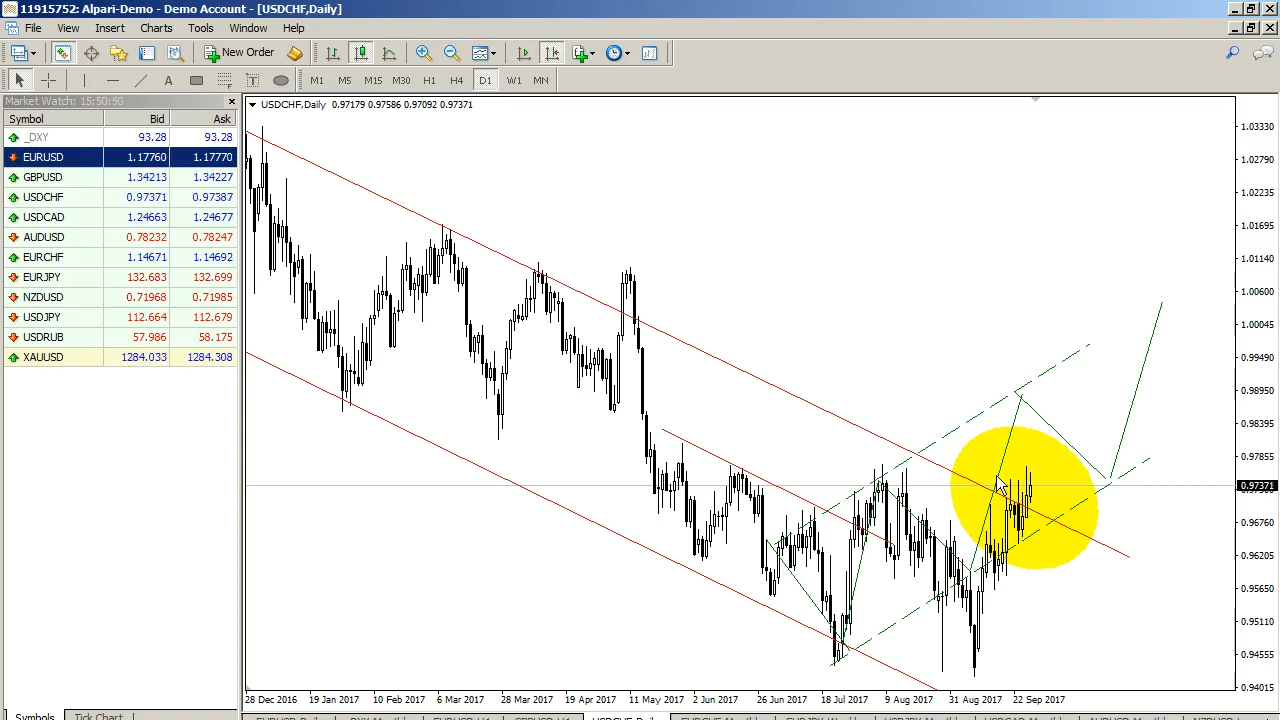 11915752: Alpari-Demo - Demo Account - [USDCHF,Daily]
File View Insert Charts Tools Window Help
New Order
A T M1 M5 M15 M30 H1 H4 D1 W1 MN
Market Watch: 15:50:50
Symbol Bid Ask
_DXY 93.28 93.28
EURUSD 1.17760 1.17770
GBPUSD 1.34213 1.34227
USDCHF 0.97371 0.97387
USDCAD 1.24663 1.24677
AUDUSD 0.78232 0.78247
EURCHF 1.14671 1.14692
EURJPY 132.683 132.699
NZDUSD 0.71968 0.71985
USDJPY 112.664 112.679
USDRUB 57.986 58.175
XAUUSD 1284.033 1284.308
Symbols Tick Chart
USDCHF,Daily 0.97179 0.97586 0.97092 0.97371
1.03330
1.02790
1.02235
1.01695
1.01140
1.00600
1.00045
0.99490
0.98950
0.98395
0.97855
0.97371
0.96760
0.96205
0.95650
0.95110
0.94555
0.94015
28 Dec 2016 19 Jan 2017 10 Feb 2017 6 Mar 2017 28 Mar 2017 19 Apr 2017 11 May 2017 2 Jun 2017 26 Jun 2017 18 Jul 2017 9 Aug 2017 31 Aug 2017 22 Sep 2017